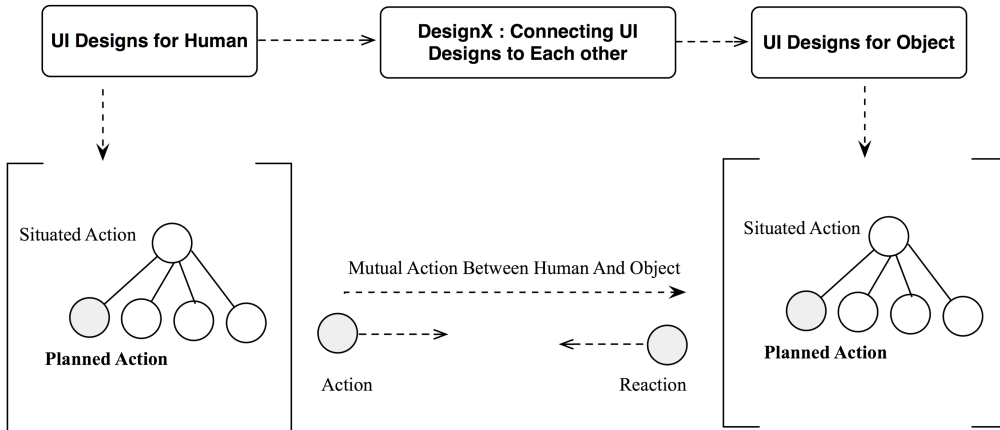 UI Designs for Human
DesignX : Connecting UI
Designs to Each other
UI Designs for Object
Situated Action
Planned Action
Mutual Action Between Human And Object
Action
Reaction
Situated Action
Planned Action